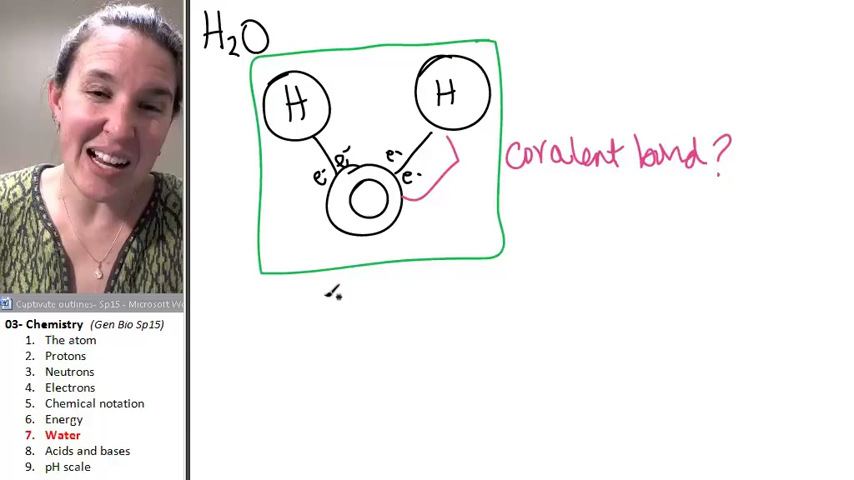 H₂O
H
H
e⁻ e⁻
e⁻ e⁻
O
covalent bond?
Captivate outlines- Sp15 - Microsoft Wo
03- Chemistry (Gen Bio Sp15)
1. The atom
2. Protons
3. Neutrons
4. Electrons
5. Chemical notation
6. Energy
7. Water
8. Acids and bases
9. pH scale